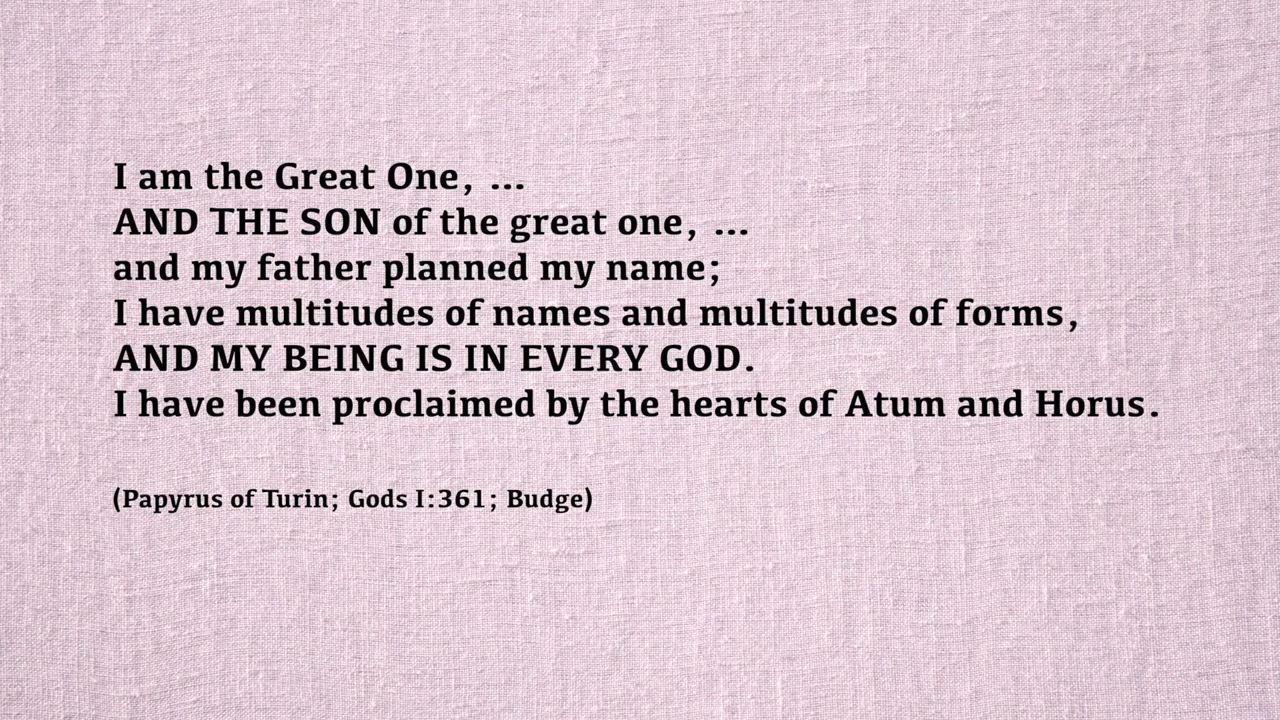 I am the Great One, ...
AND THE SON of the great one, ...
and my father planned my name;
I have multitudes of names and multitudes of forms,
AND MY BEING IS IN EVERY GOD.
I have been proclaimed by the hearts of Atum and Horus.
(Papyrus of Turin; Gods I:361; Budge)